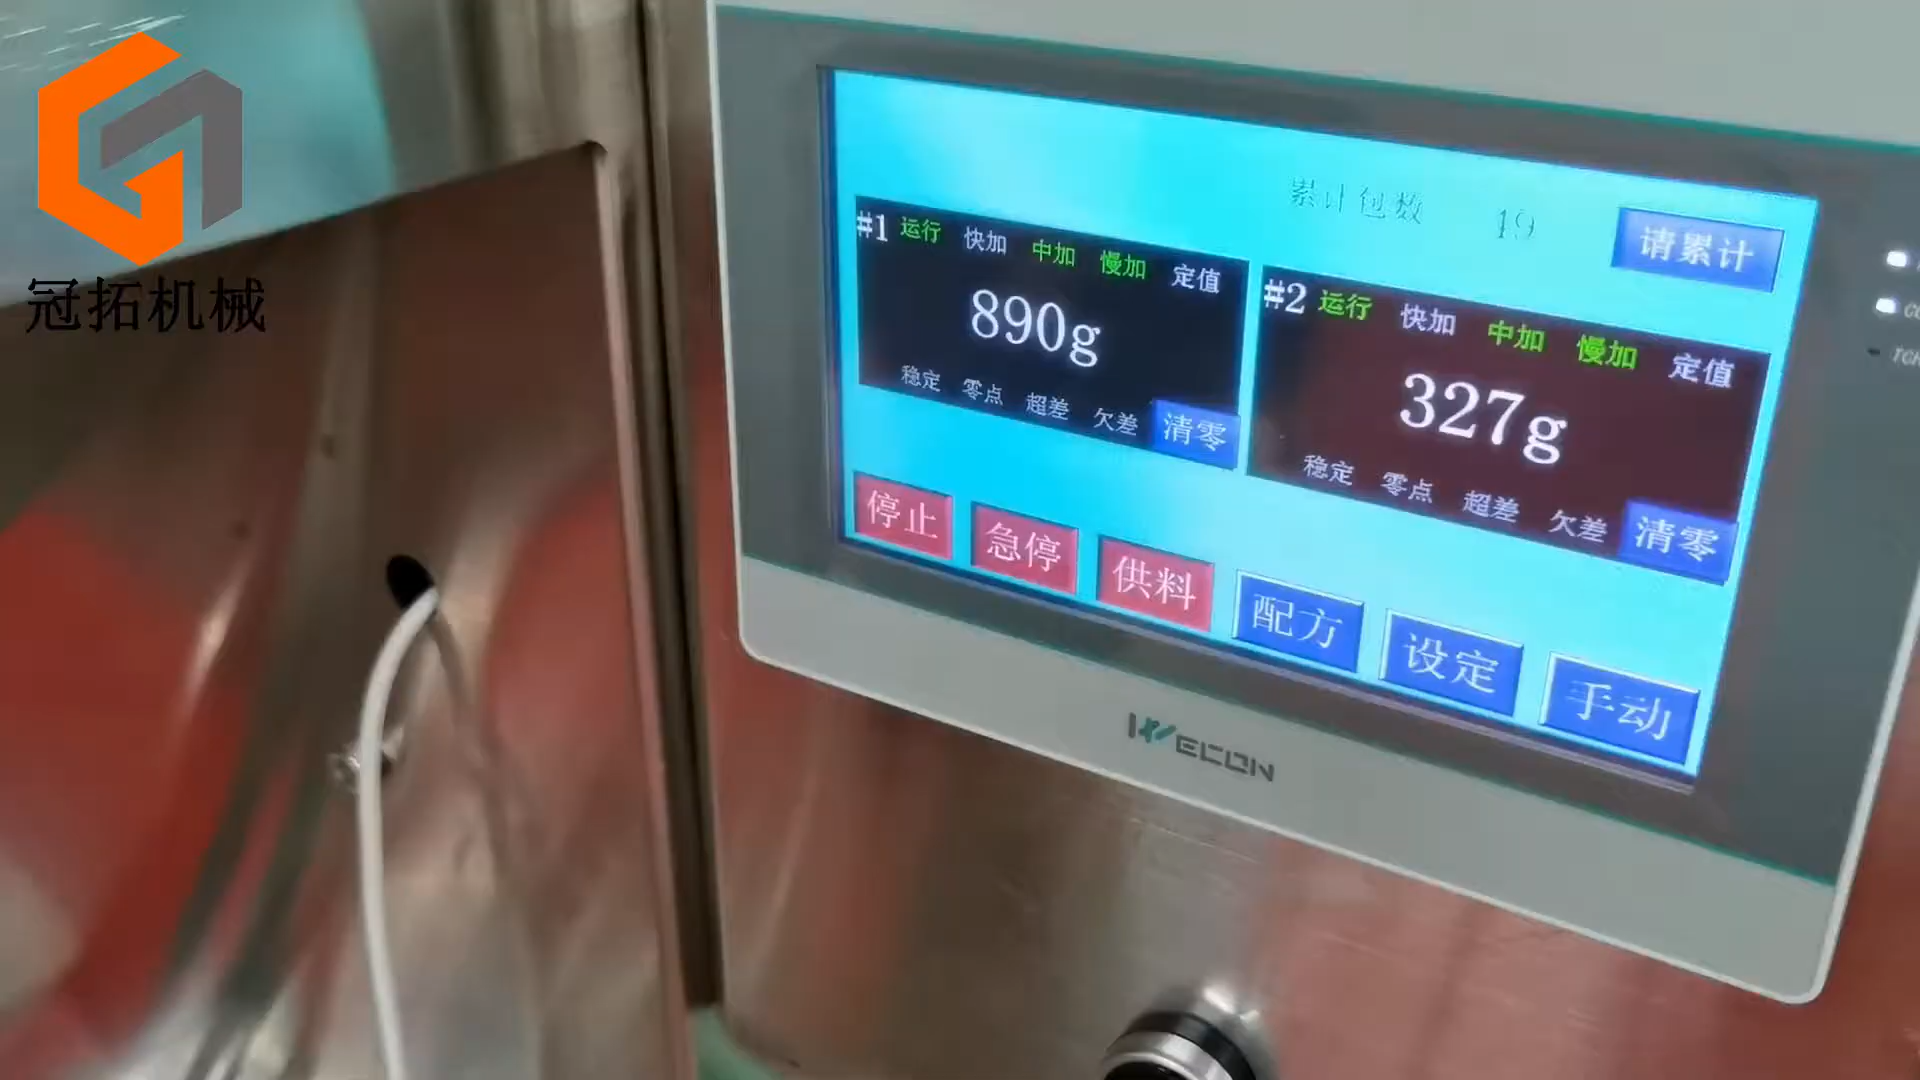 冠拓机械
累计包数 19 请累计
#1 运行 快加 中加 慢加 定值
890g
稳定 零点 超差 欠差 清零
#2 运行 快加 中加 慢加 定值
327g
稳定 零点 超差 欠差 清零
停止 急停 供料 配方 设定 手动
WECON